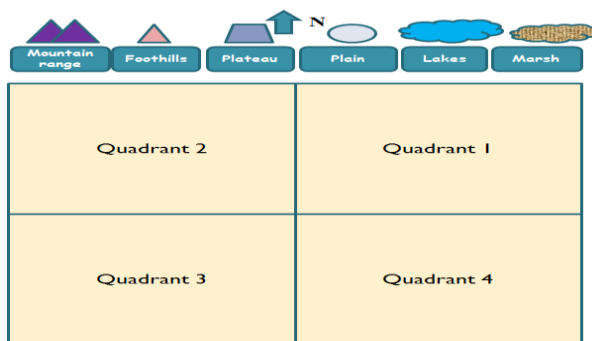 N
Mountain
range
Foothills
Plateau
Plain
Lakes
Marsh
Quadrant 2
Quadrant 1
Quadrant 3
Quadrant 4